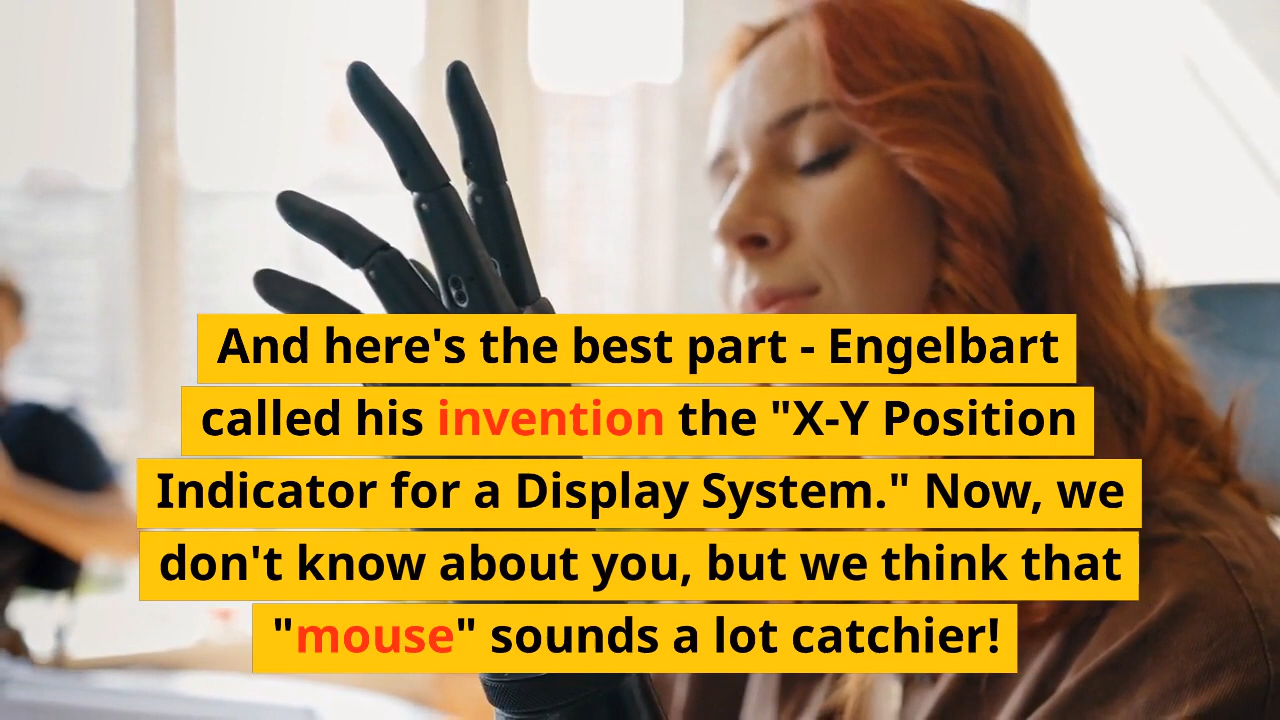 And here's the best part - Engelbart
called his invention the "X-Y Position
Indicator for a Display System." Now, we
don't know about you, but we think that
"mouse" sounds a lot catchier!